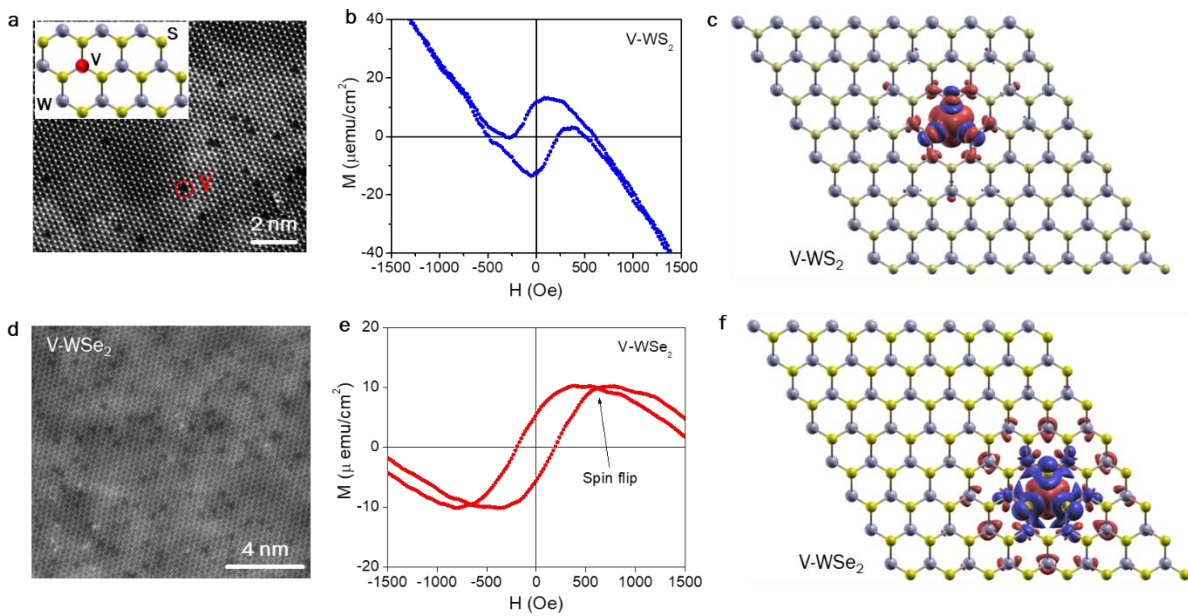 a
S
V
W
V
2 nm
b
V-WS₂
M (μemu/cm²)
40
20
0
-20
-40
-1500 -1000 -500 0 500 1000 1500
H (Oe)
c
V-WS₂
d
V-WSe₂
4 nm
e
V-WSe₂
M (μ emu/cm²)
20
10
0
-10
-20
Spin flip
-1500 -1000 -500 0 500 1000 1500
H (Oe)
f
V-WSe₂